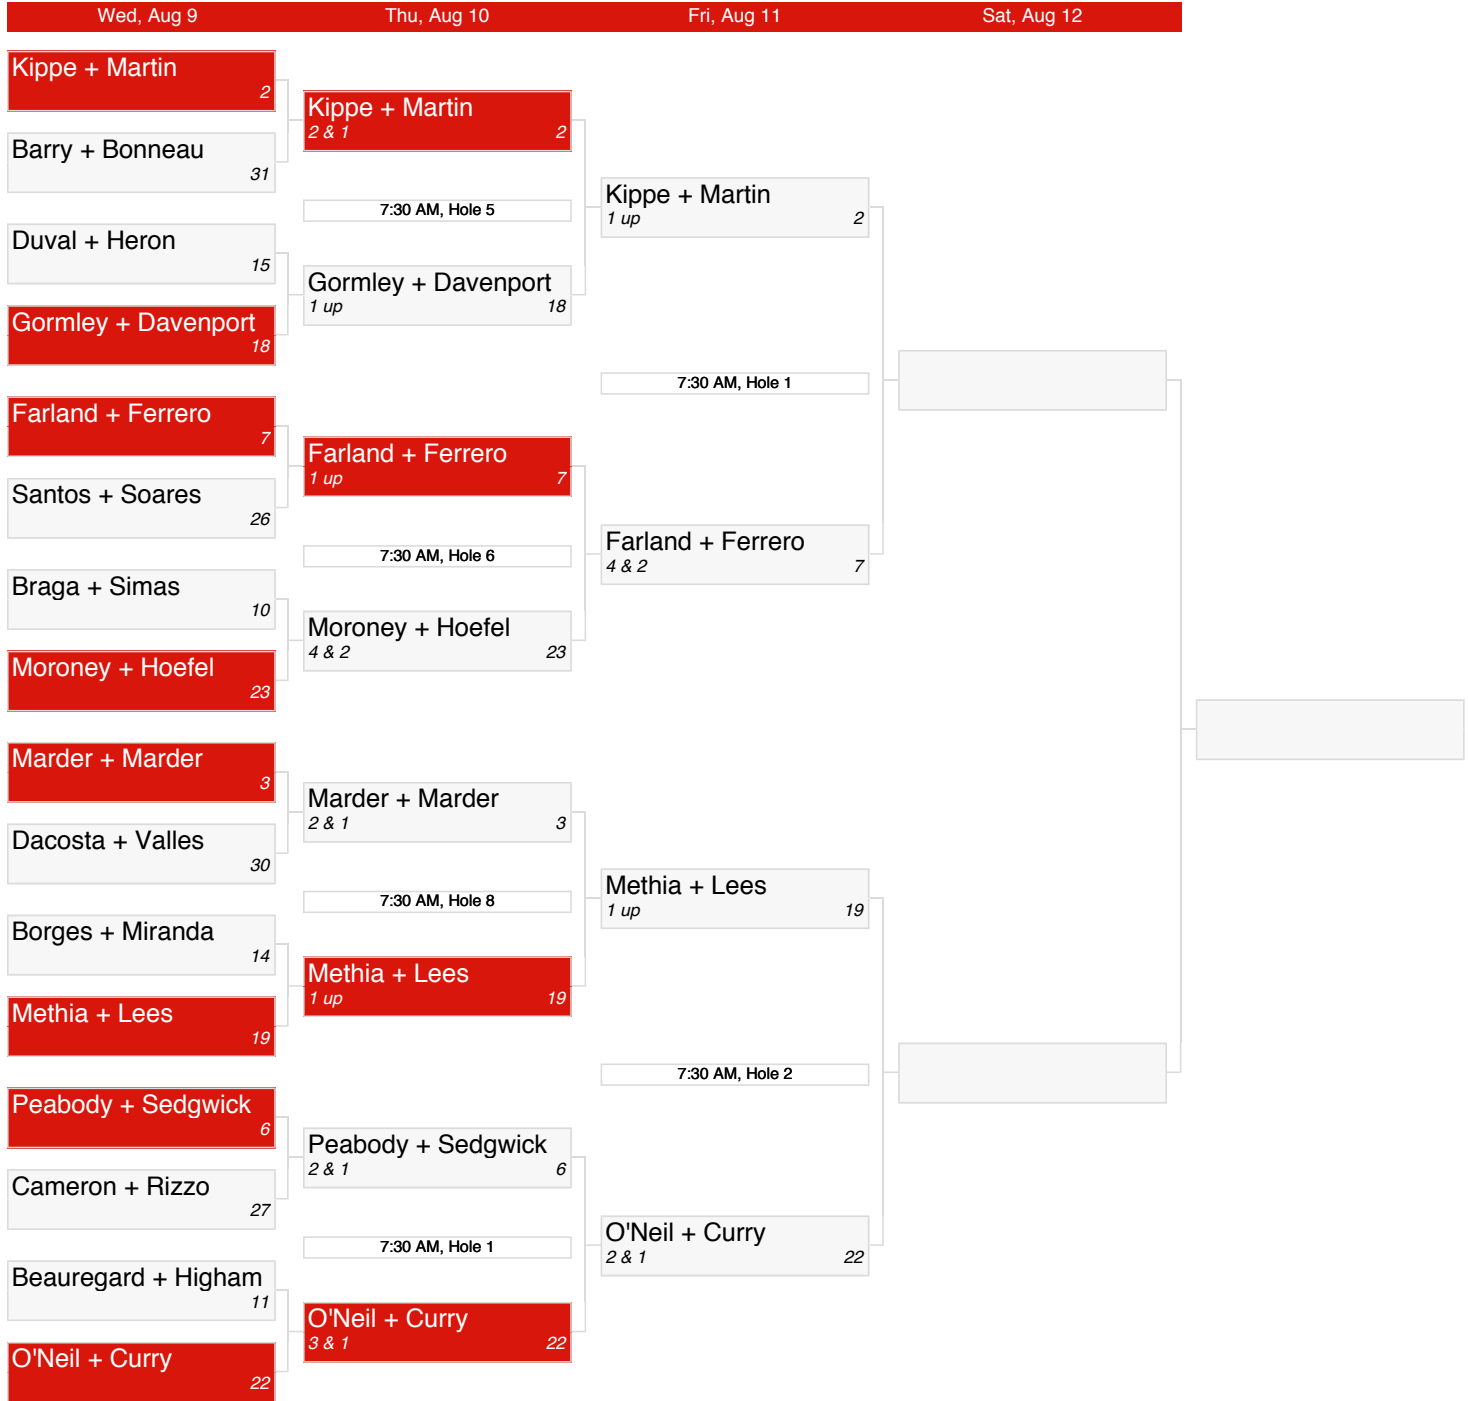 Wed, Aug 9
Thu, Aug 10
Fri, Aug 11
Sat, Aug 12
Kippe + Martin
2
Barry + Bonneau
31
Duval + Heron
15
Gormley + Davenport
18
Farland + Ferrero
7
Santos + Soares
26
Braga + Simas
10
Moroney + Hoefel
23
Marder + Marder
3
Dacosta + Valles
30
Borges + Miranda
14
Methia + Lees
19
Peabody + Sedgwick
6
Cameron + Rizzo
27
Beauregard + Higham
11
O'Neil + Curry
22
Kippe + Martin
2 & 1 2
7:30 AM, Hole 5
Gormley + Davenport
1 up 18
Farland + Ferrero
1 up 7
7:30 AM, Hole 6
Moroney + Hoefel
4 & 2 23
Marder + Marder
2 & 1 3
7:30 AM, Hole 8
Methia + Lees
1 up 19
Peabody + Sedgwick
2 & 1 6
7:30 AM, Hole 1
O'Neil + Curry
3 & 1 22
Kippe + Martin
1 up 2
7:30 AM, Hole 1
Farland + Ferrero
4 & 2 7
Methia + Lees
1 up 19
7:30 AM, Hole 2
O'Neil + Curry
2 & 1 22